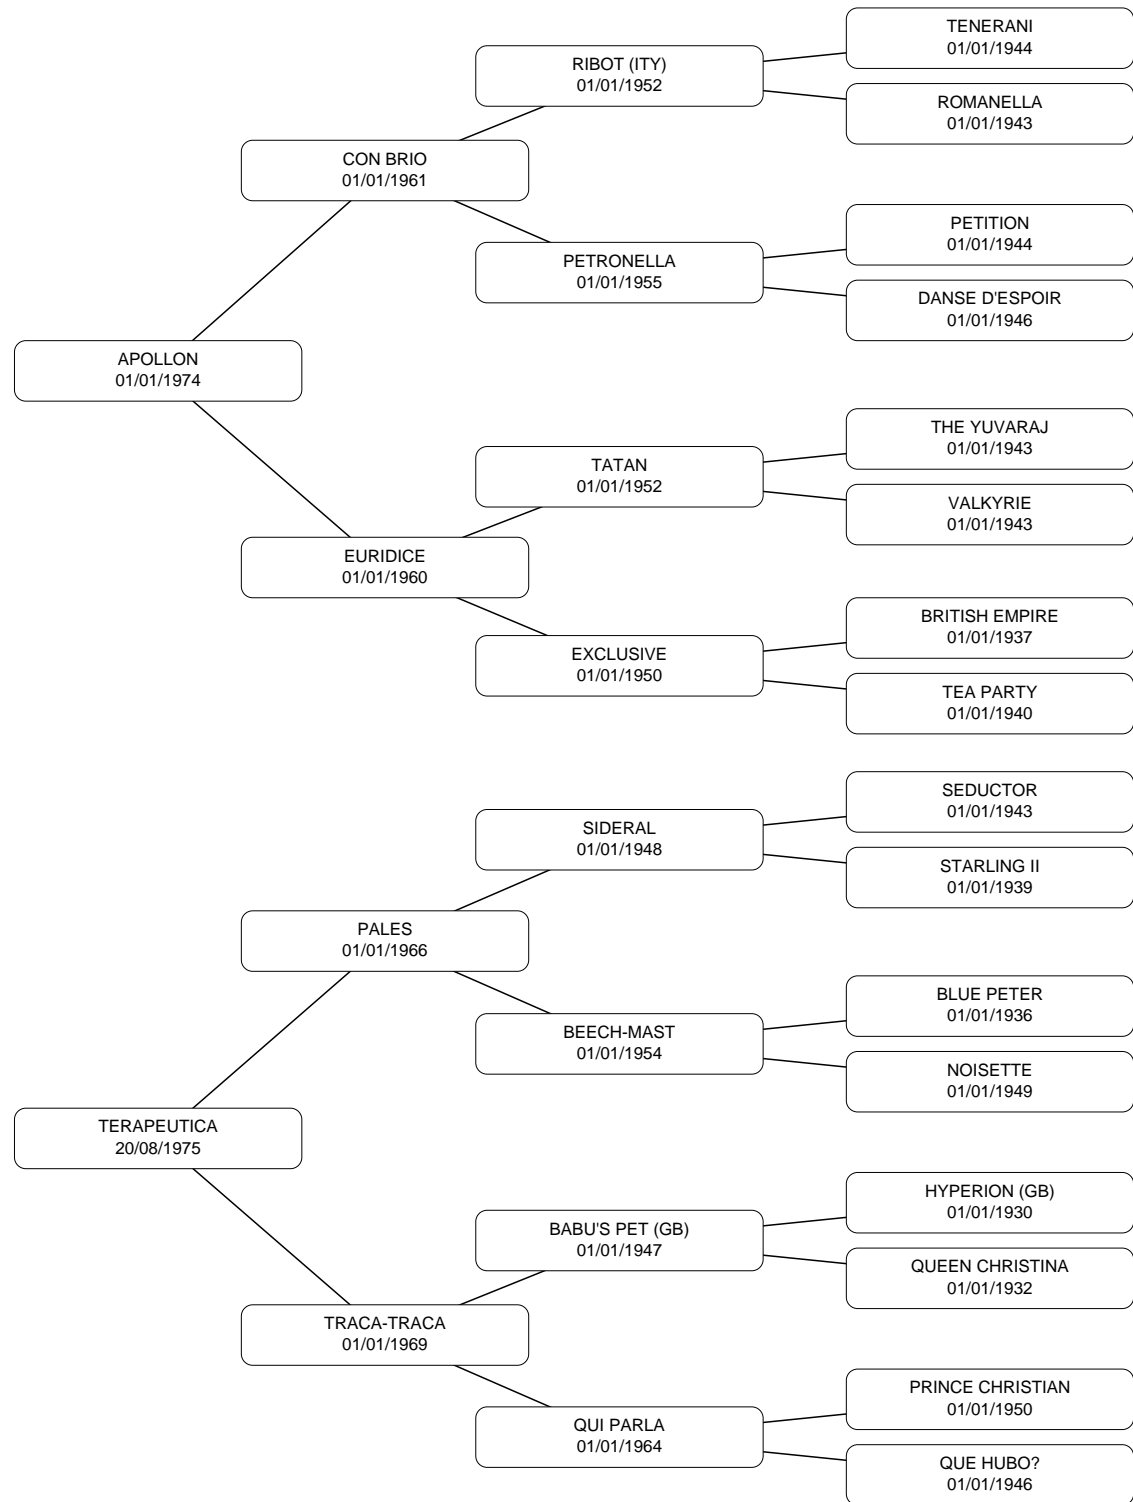 TENERANI
01/01/1944
RIBOT (ITY)
01/01/1952
ROMANELLA
01/01/1943
CON BRIO
01/01/1961
PETITION
01/01/1944
PETRONELLA
01/01/1955
DANSE D'ESPOIR
01/01/1946
APOLLON
01/01/1974
THE YUVARAJ
01/01/1943
TATAN
01/01/1952
VALKYRIE
01/01/1943
EURIDICE
01/01/1960
BRITISH EMPIRE
01/01/1937
EXCLUSIVE
01/01/1950
TEA PARTY
01/01/1940
SEDUCTOR
01/01/1943
SIDERAL
01/01/1948
STARLING II
01/01/1939
PALES
01/01/1966
BLUE PETER
01/01/1936
BEECH-MAST
01/01/1954
NOISETTE
01/01/1949
TERAPEUTICA
20/08/1975
HYPERION (GB)
01/01/1930
BABU'S PET (GB)
01/01/1947
QUEEN CHRISTINA
01/01/1932
TRACA-TRACA
01/01/1969
PRINCE CHRISTIAN
01/01/1950
QUI PARLA
01/01/1964
QUE HUBO?
01/01/1946